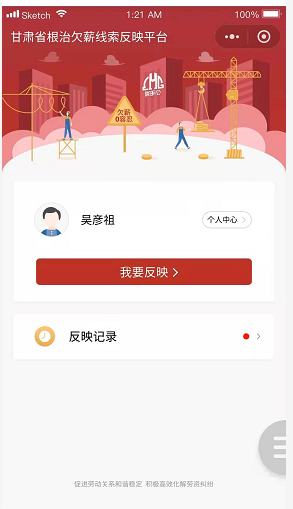 Sketch 1:21 AM 100%
甘肃省根治欠薪线索反映平台
欠薪
0容忍
吴彦祖
个人中心
我要反映
反映记录
促进劳动关系和谐稳定 积极高效化解劳资纠纷